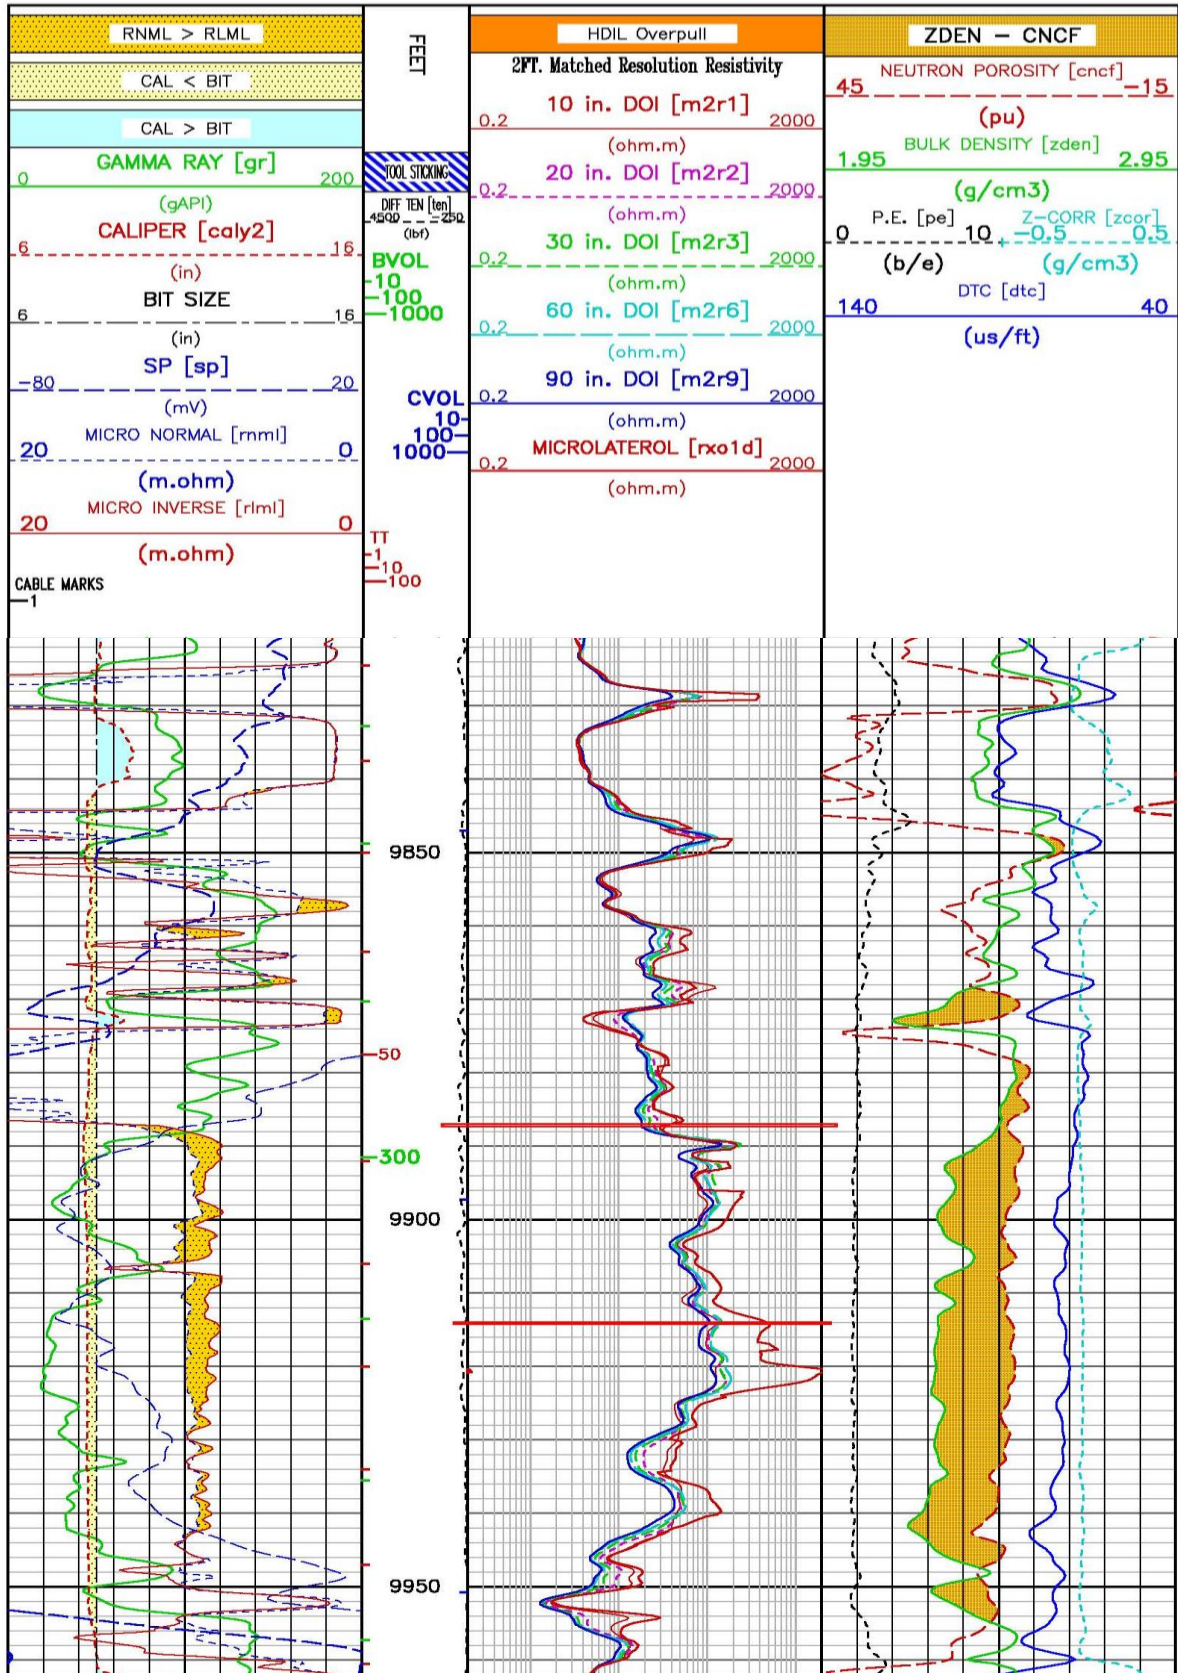 RNML > RLML
CAL < BIT
CAL > BIT
GAMMA RAY [gr]
0 200
(gAPI)
CALIPER [caly2]
6 16
(in)
BIT SIZE
6 16
(in)
SP [sp]
-80 20
(mV)
MICRO NORMAL [rnml]
20 0
(m.ohm)
MICRO INVERSE [rlml]
20 0
(m.ohm)
CABLE MARKS
1
FEET
TOOL STICKING
DIFF TEN [ten]
4500 -250
(lbf)
BVOL
10
100
1000
CVOL
10
100
1000
TT
1
10
100
HDIL Overpull
2FT. Matched Resolution Resistivity
10 in. DOI [m2r1]
0.2 2000
(ohm.m)
20 in. DOI [m2r2]
0.2 2000
(ohm.m)
30 in. DOI [m2r3]
0.2 2000
(ohm.m)
60 in. DOI [m2r6]
0.2 2000
(ohm.m)
90 in. DOI [m2r9]
0.2 2000
(ohm.m)
MICROLATEROL [rxo1d]
0.2 2000
(ohm.m)
ZDEN - CNCF
NEUTRON POROSITY [cncf]
45 -15
(pu)
BULK DENSITY [zden]
1.95 2.95
(g/cm3)
P.E. [pe] Z-CORR [zcor]
0 10 -0.5 0.5
(b/e) (g/cm3)
DTC [dtc]
140 40
(us/ft)
9850
50
300
9900
9950